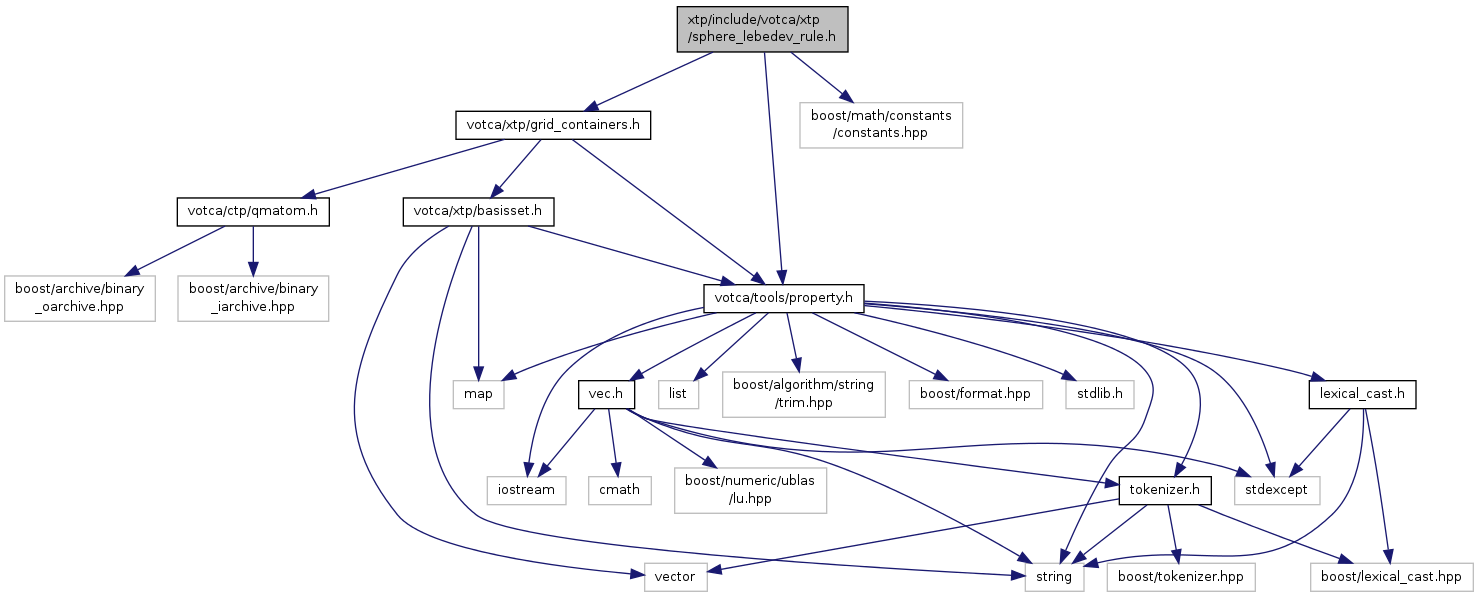 xtp/include/votca/xtp
/sphere_lebedev_rule.h
votca/xtp/grid_containers.h
boost/math/constants
/constants.hpp
votca/ctp/qmatom.h
votca/xtp/basisset.h
boost/archive/binary
_oarchive.hpp
boost/archive/binary
_iarchive.hpp
votca/tools/property.h
map
vec.h
list
boost/algorithm/string
/trim.hpp
boost/format.hpp
stdlib.h
lexical_cast.h
iostream
cmath
boost/numeric/ublas
/lu.hpp
tokenizer.h
stdexcept
vector
string
boost/tokenizer.hpp
boost/lexical_cast.hpp